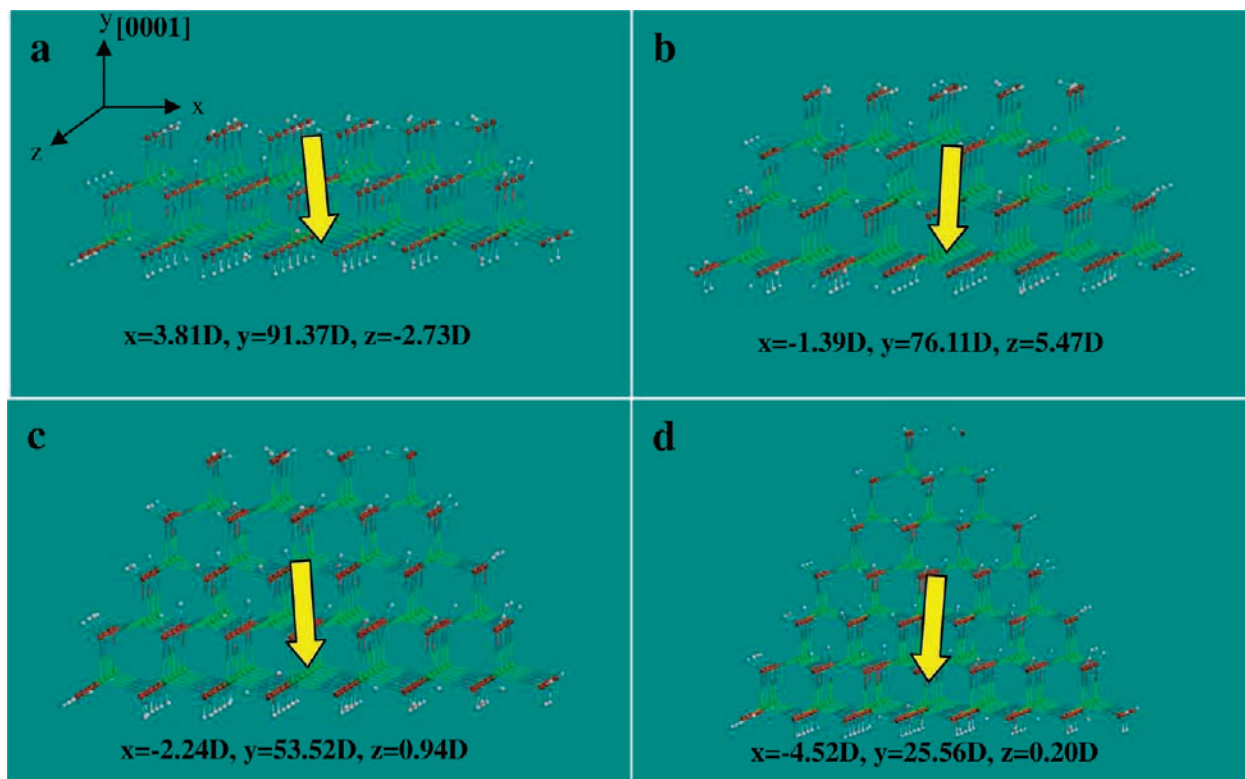 a
y [0001]
x
z
x=3.81D, y=91.37D, z=-2.73D
b
x=-1.39D, y=76.11D, z=5.47D
c
x=-2.24D, y=53.52D, z=0.94D
d
x=-4.52D, y=25.56D, z=0.20D